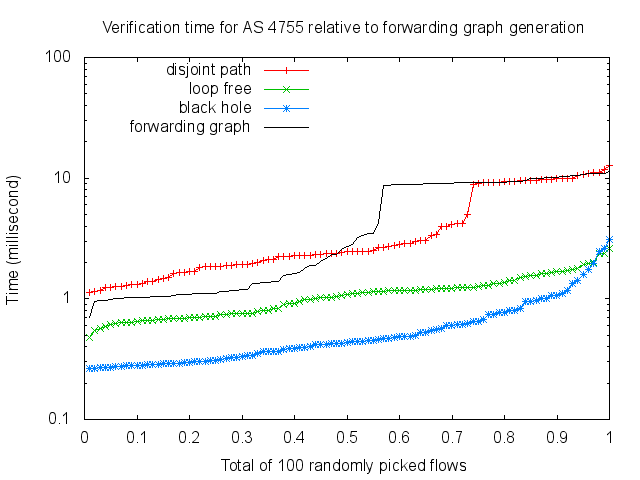 Verification time for AS 4755 relative to forwarding graph generation
100
10
1
0.1
Time (millisecond)
disjoint path
loop free
black hole
forwarding graph
0 0.1 0.2 0.3 0.4 0.5 0.6 0.7 0.8 0.9 1
Total of 100 randomly picked flows